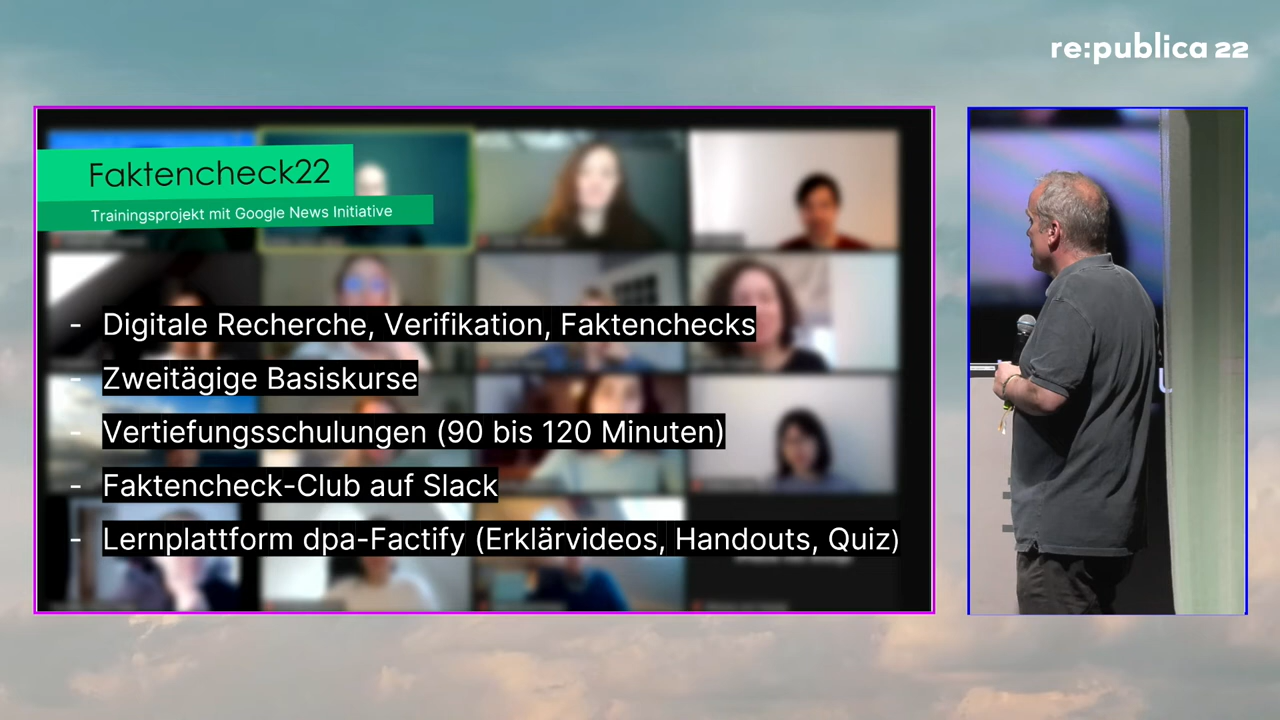 re:publica 22
Faktencheck22
Trainingsprojekt mit Google News Initiative
- Digitale Recherche, Verifikation, Faktenchecks
- Zweitägige Basiskurse
- Vertiefungsschulungen (90 bis 120 Minuten)
- Faktencheck-Club auf Slack
- Lernplattform dpa-Factify (Erklärvideos, Handouts, Quiz)